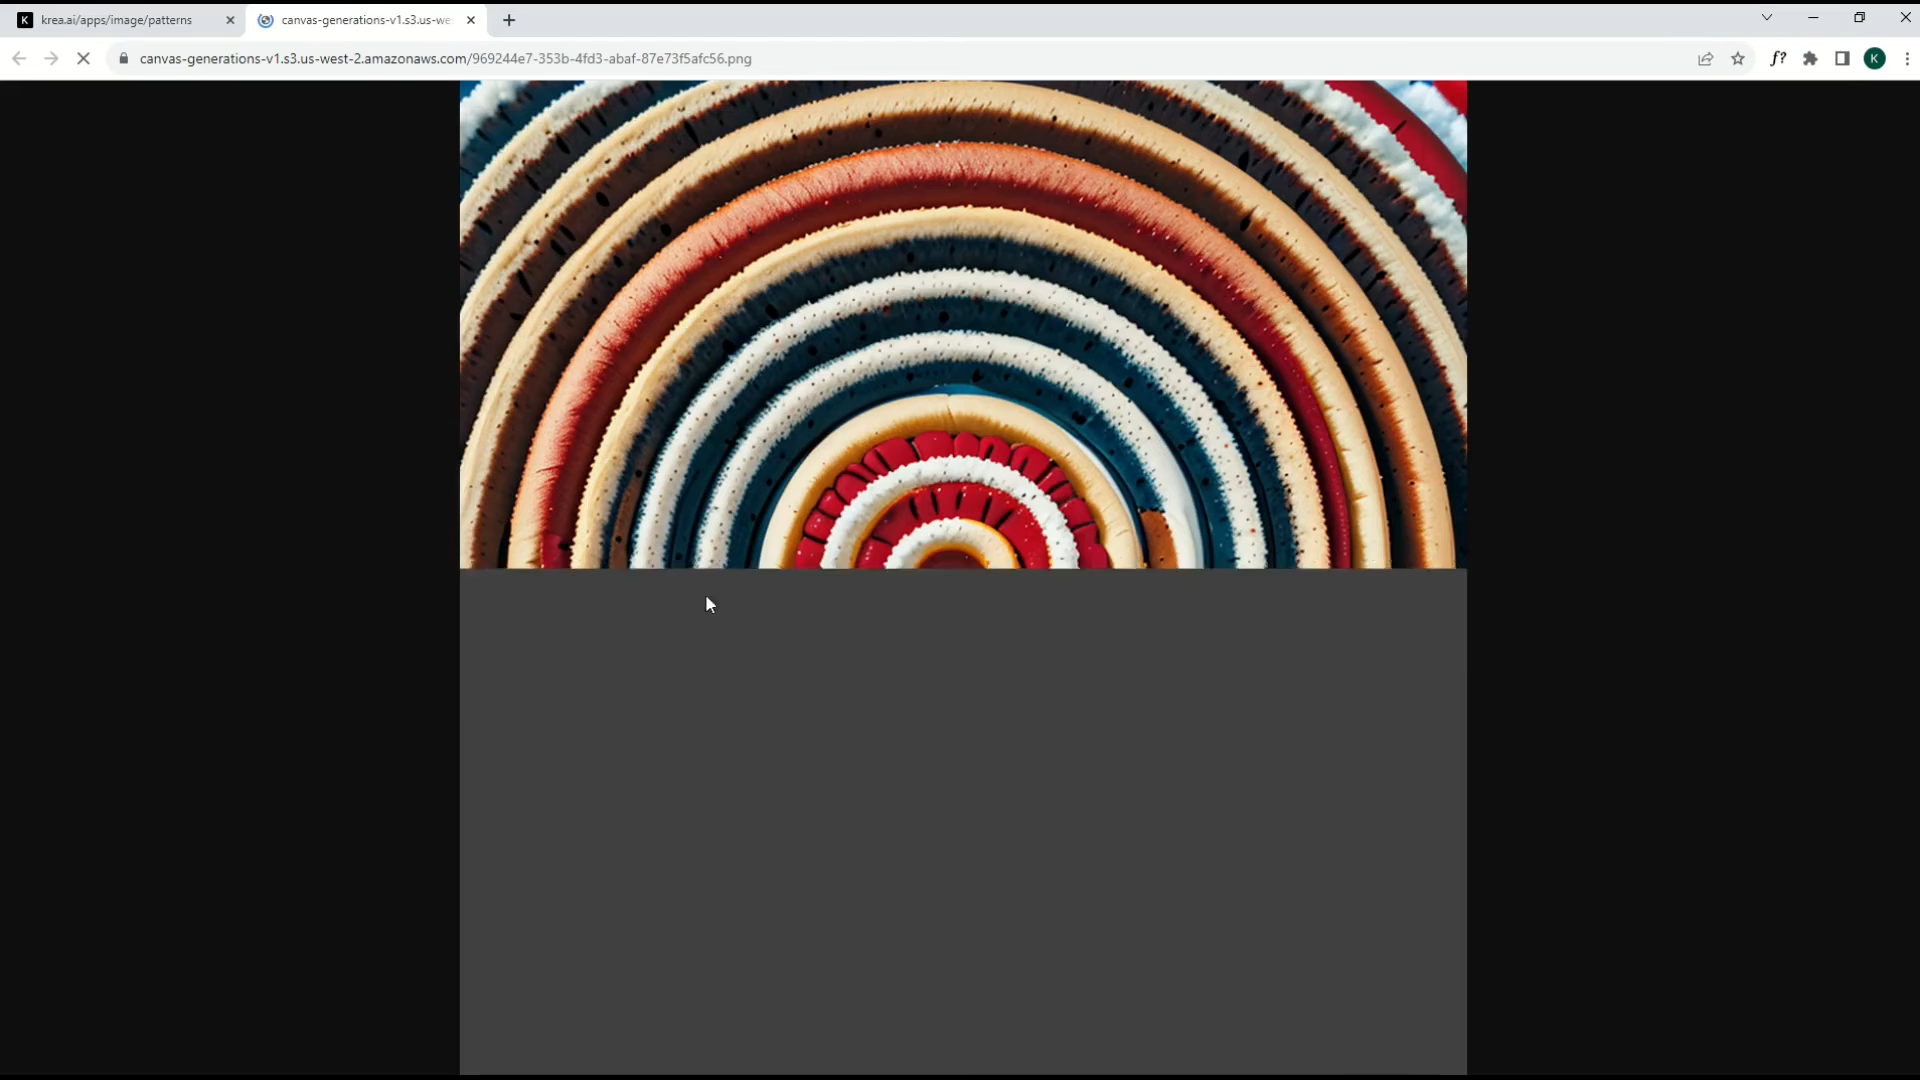 K krea.ai/apps/image/patterns
canvas-generations-v1.s3.us-we
canvas-generations-v1.s3.us-west-2.amazonaws.com/969244e7-353b-4fd3-abaf-87e73f5afc56.png
f?
K